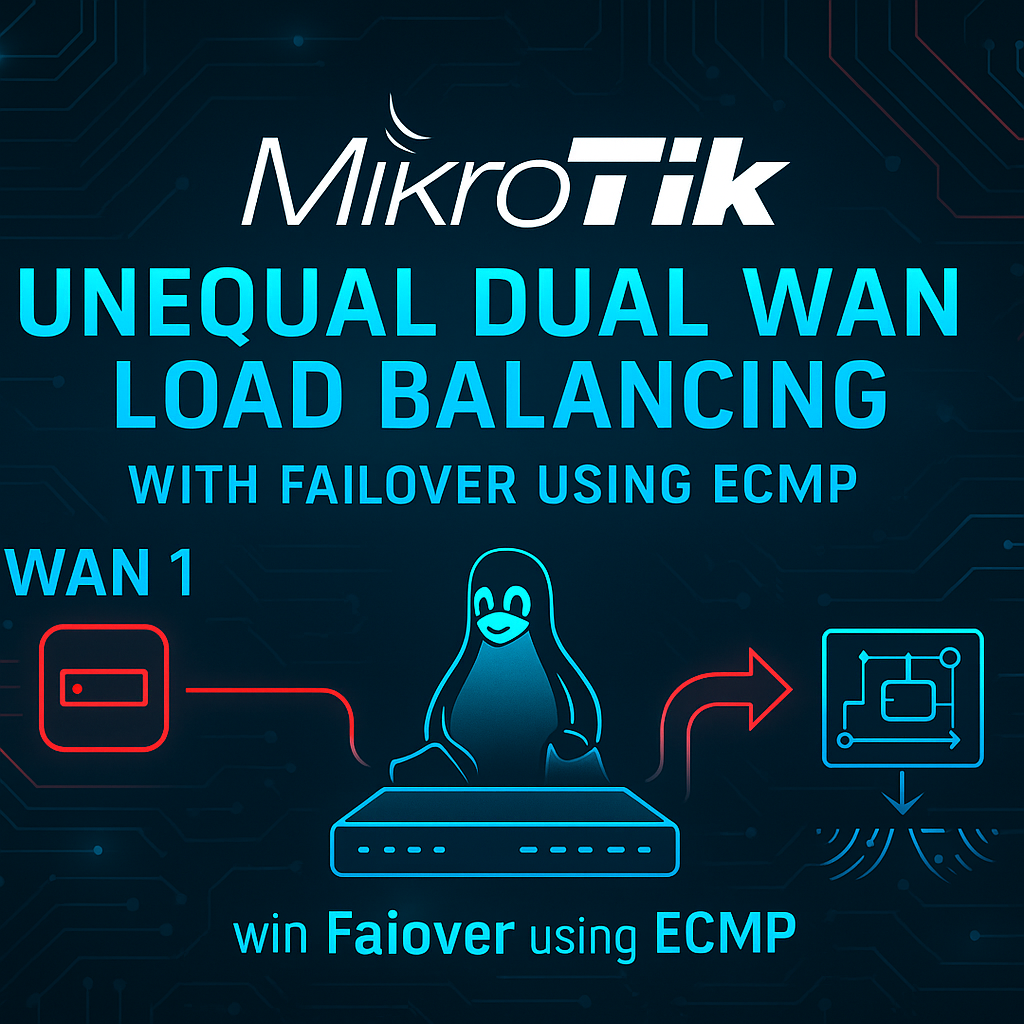 MikroTik
UNEQUAL DUAL WAN
LOAD BALANCING
WITH FAILOVER USING ECMP
WAN 1
win Faiover using ECMP